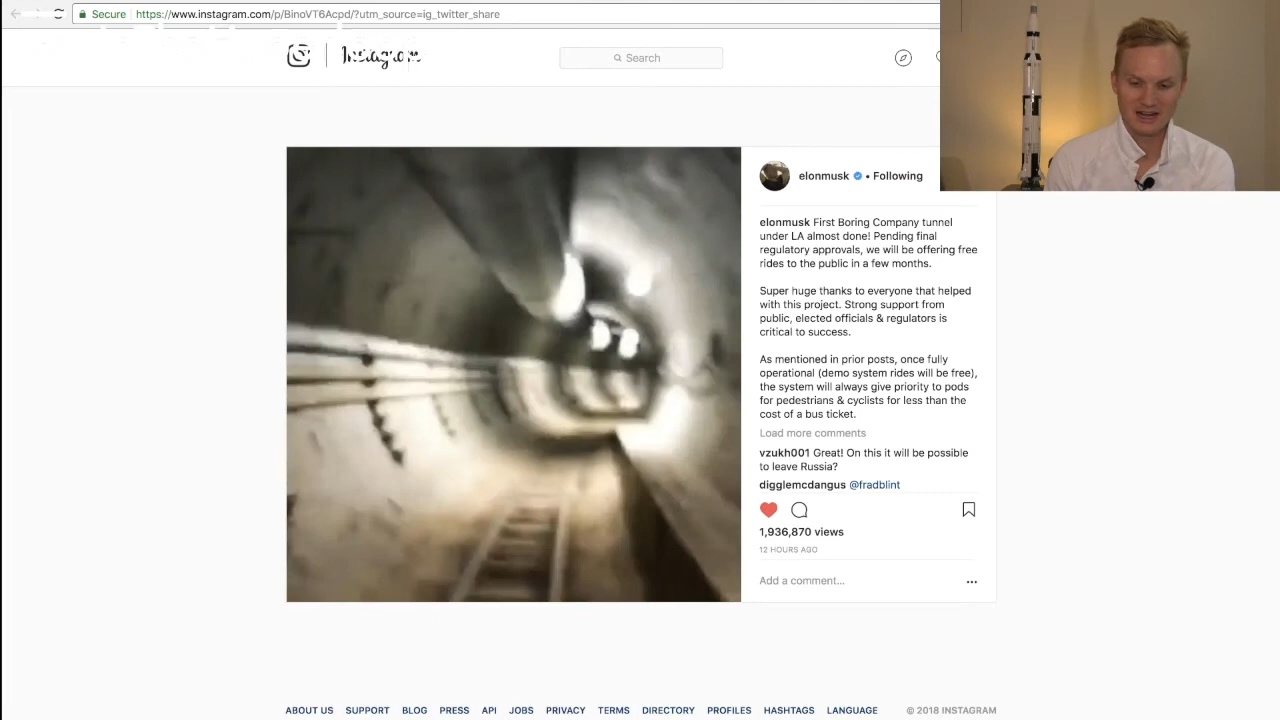 Secure https://www.instagram.com/p/BinoVT6Acpd/?utm_source=ig_twitter_share
Instagram
Search
elonmusk • Following
elonmusk First Boring Company tunnel
under LA almost done! Pending final
regulatory approvals, we will be offering free
rides to the public in a few months.
Super huge thanks to everyone that helped
with this project. Strong support from
public, elected officials & regulators is
critical to success.
As mentioned in prior posts, once fully
operational (demo system rides will be free),
the system will always give priority to pods
for pedestrians & cyclists for less than the
cost of a bus ticket.
Load more comments
vzukh001 Great! On this it will be possible
to leave Russia?
digglemcdangus @fradblint
1,936,870 views
12 HOURS AGO
Add a comment...
ABOUT US SUPPORT BLOG PRESS API JOBS PRIVACY TERMS DIRECTORY PROFILES HASHTAGS LANGUAGE © 2018 INSTAGRAM